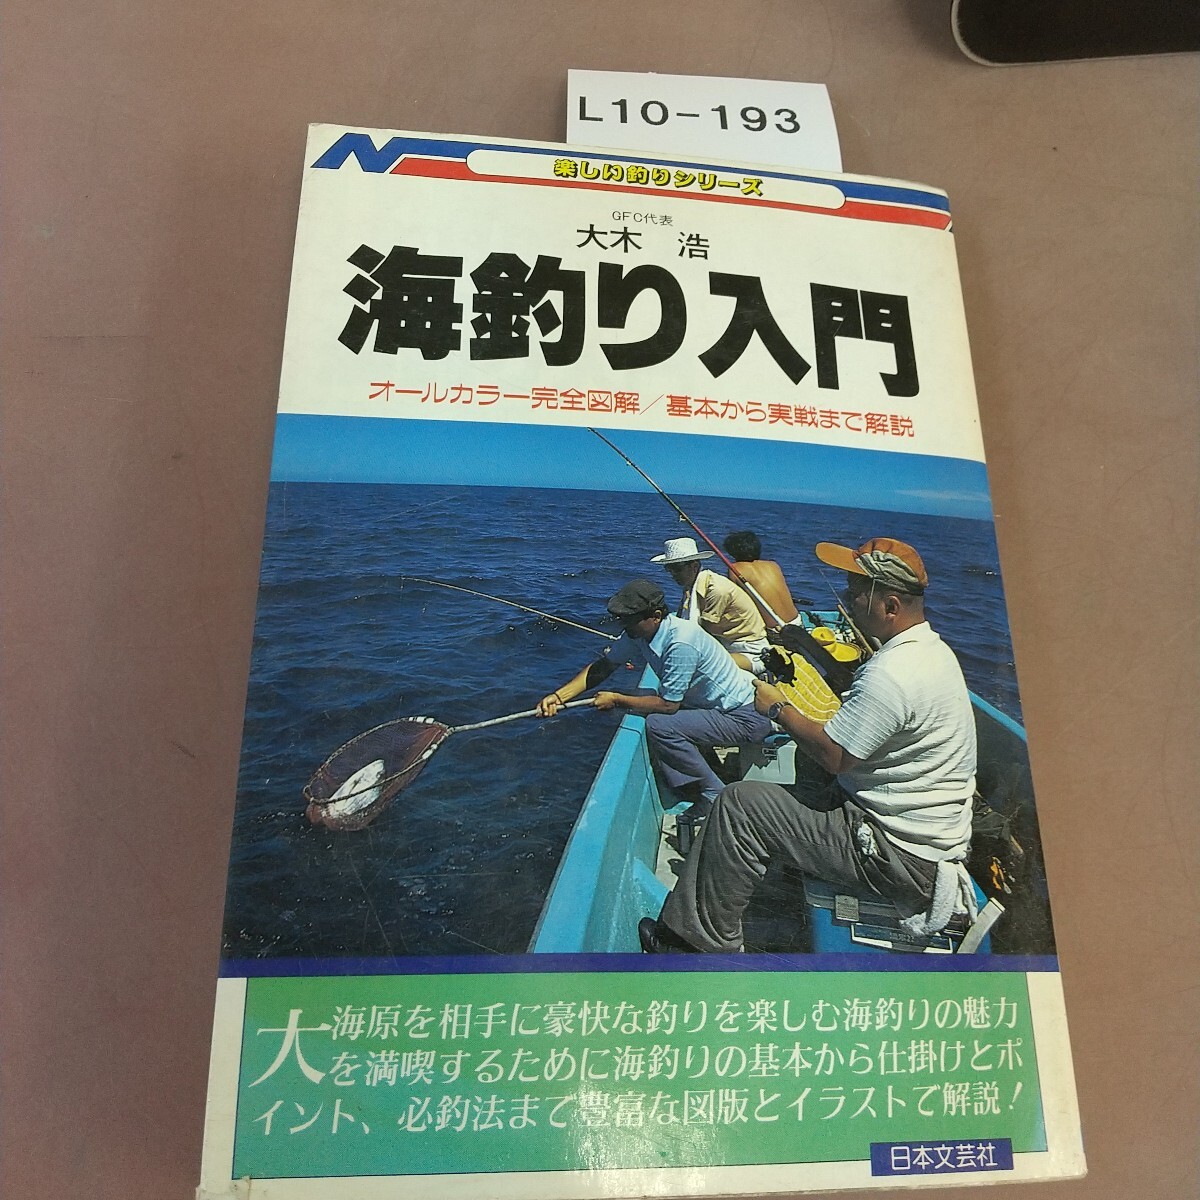 L10-193
楽しい釣りシリーズ
GFC代表
大木 浩
海釣り入門
オールカラー完全図解/基本から実戦まで解説
大海原を相手に豪快な釣りを楽しむ海釣りの魅力
を満喫するために海釣りの基本から仕掛けとポ
イント、必釣法まで豊富な図版とイラストで解説!
日本文芸社